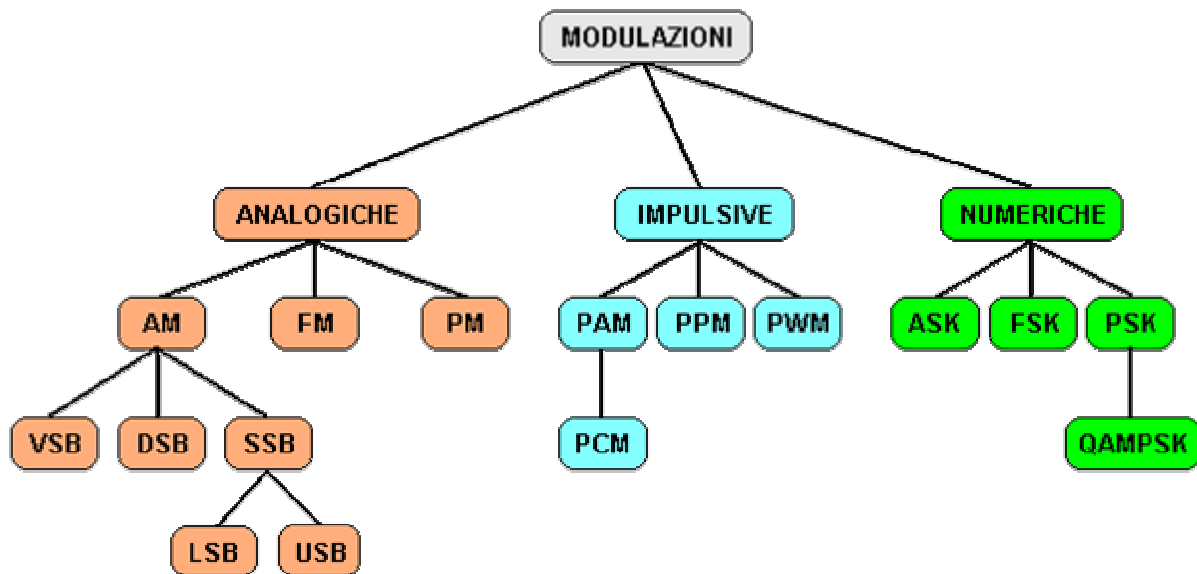 MODULAZIONI
ANALOGICHE IMPULSIVE NUMERICHE
AM FM PM PAM PPM PWM ASK FSK PSK
VSB DSB SSB PCM QAMPSK
LSB USB